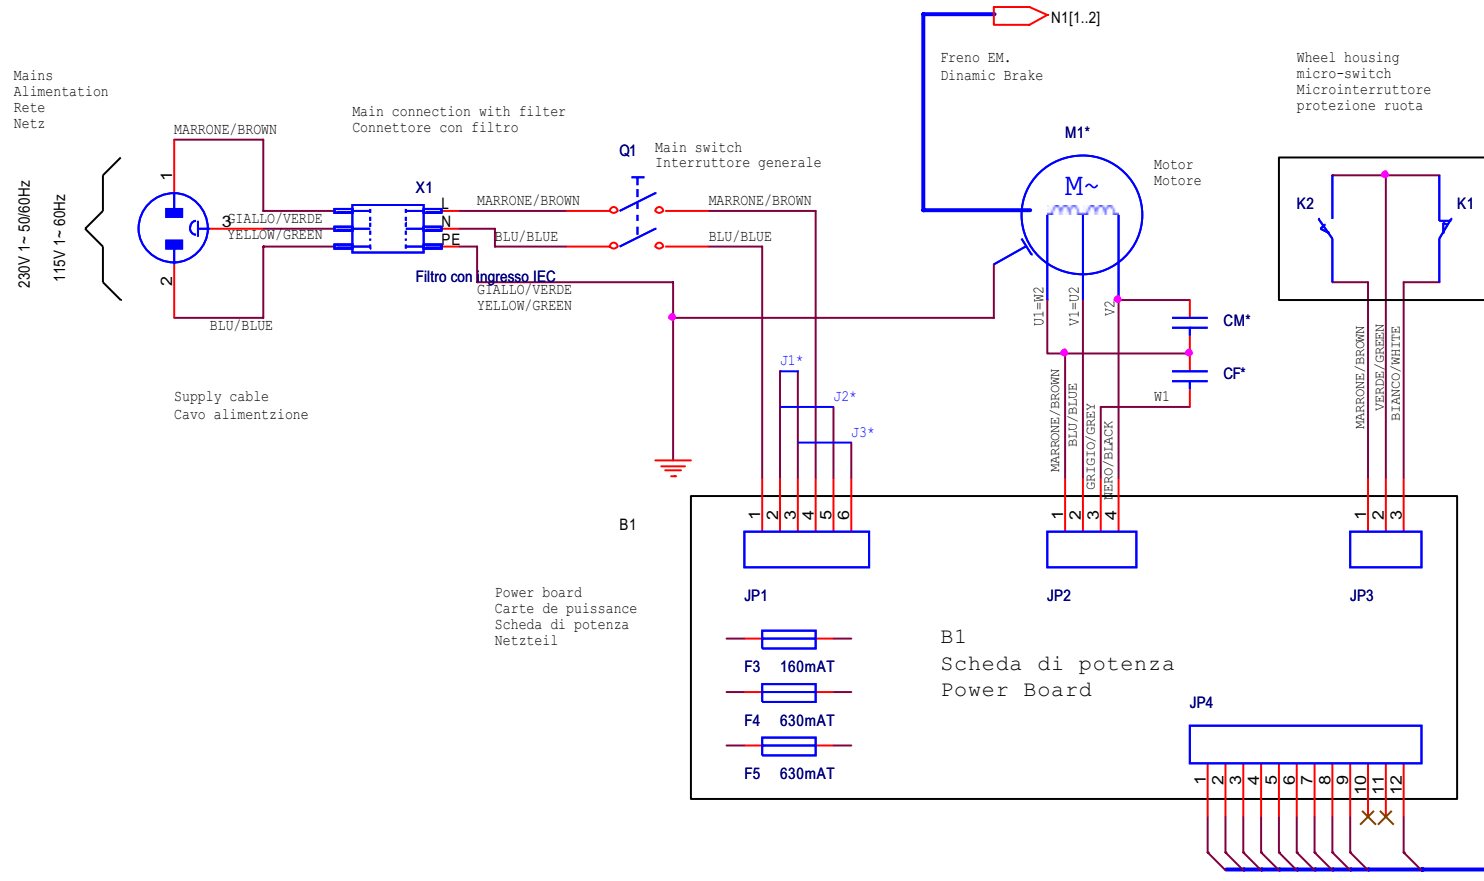 N1[1..2]
Freno EM.
Dinamic Brake
Wheel housing
micro-switch
Microinterruttore
protezione ruota
Mains
Alimentation
Rete
Netz
Main connection with filter
Connettore con filtro
MARRONE/BROWN
Q1
Main switch
Interruttore generale
M1*
M~
Motor
Motore
230V 1~ 50/60Hz
115V 1~ 60Hz
1
2
3
GIALLO/VERDE
YELLOW/GREEN
BLU/BLUE
X1
L
N
PE
MARRONE/BROWN
MARRONE/BROWN
BLU/BLUE
BLU/BLUE
Filtro con ingresso IEC
GIALLO/VERDE
YELLOW/GREEN
K2
K1
U1=W2
V1=U2
V2
CM*
CF*
W1
Supply cable
Cavo alimentzione
J1*
J2*
J3*
MARRONE/BROWN
BLU/BLUE
GRIGIO/GREY
NERO/BLACK
MARRONE/BROWN
VERDE/GREEN
BIANCO/WHITE
B1
1 2 3 4 5 6
JP1
1 2 3 4
JP2
1 2 3
JP3
Power board
Carte de puissance
Scheda di potenza
Netzteil
F3 160mAT
F4 630mAT
F5 630mAT
B1
Scheda di potenza
Power Board
JP4
1 2 3 4 5 6 7 8 9 10 11 12